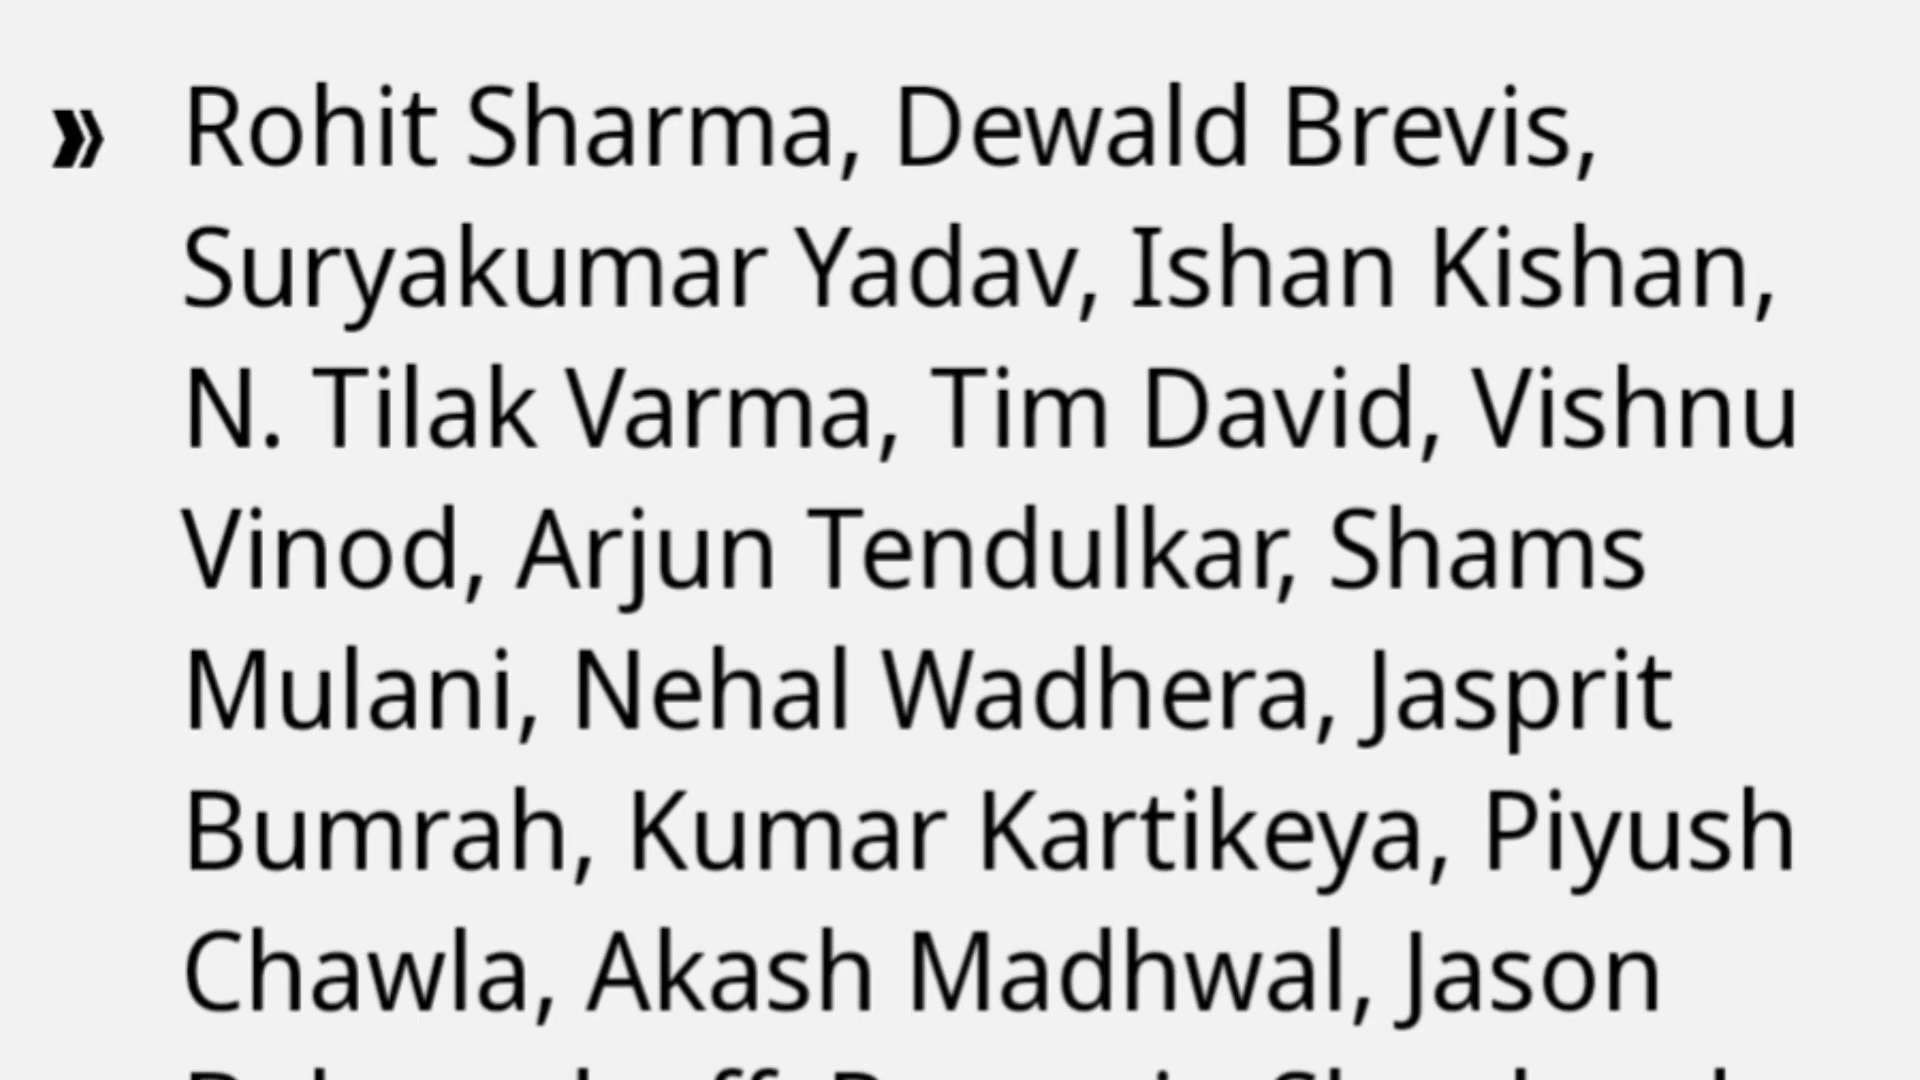 » Rohit Sharma, Dewald Brevis,
Suryakumar Yadav, Ishan Kishan,
N. Tilak Varma, Tim David, Vishnu
Vinod, Arjun Tendulkar, Shams
Mulani, Nehal Wadhera, Jasprit
Bumrah, Kumar Kartikeya, Piyush
Chawla, Akash Madhwal, Jason